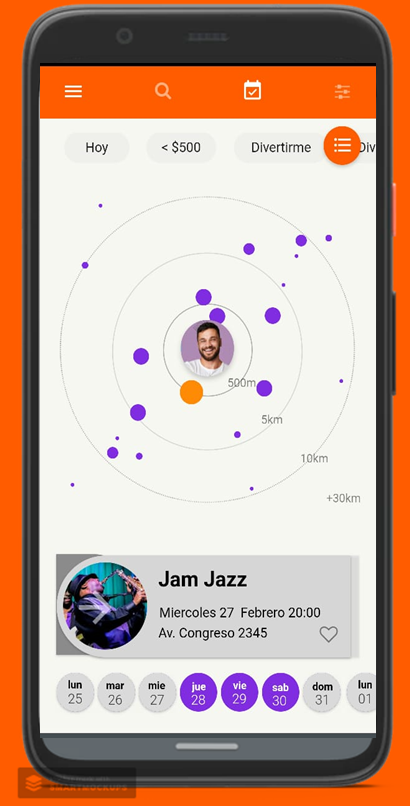 Hoy < $500 Divertirme Div
500m
5km
10km
+30km
Jam Jazz
Miercoles 27 Febrero 20:00
Av. Congreso 2345
lun mar mie jue vie sab dom lun
25 26 27 28 29 30 31 01
SMARTMOCKUPS